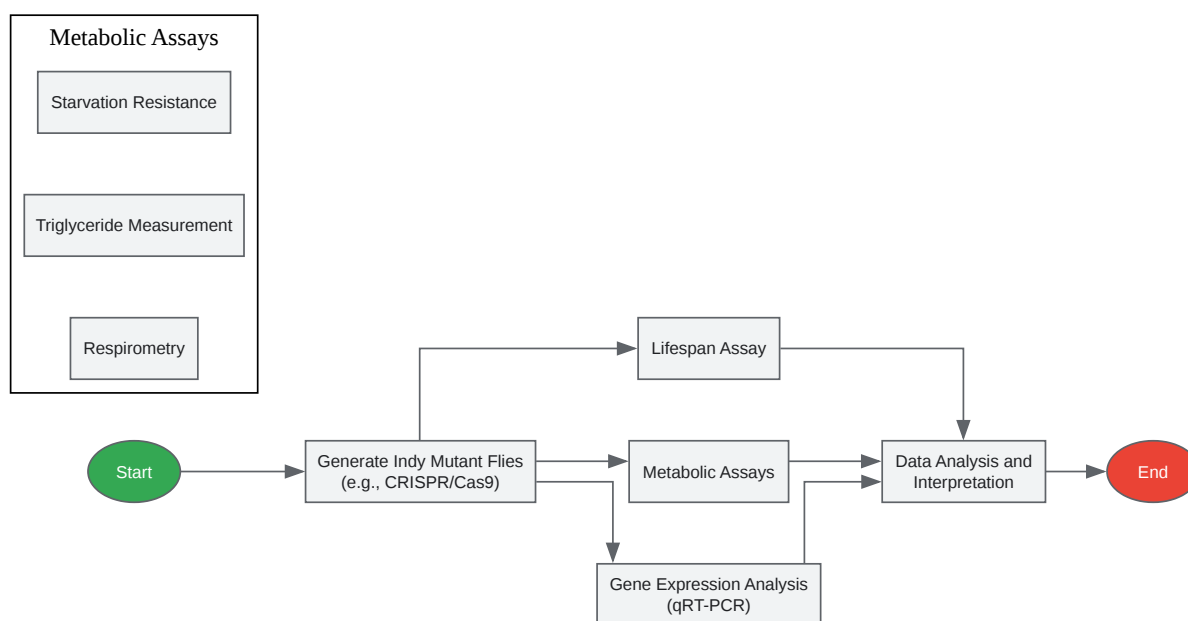 Metabolic Assays
Starvation Resistance
Triglyceride Measurement
Respirometry
Lifespan Assay
Start
Generate Indy Mutant Flies
(e.g., CRISPR/Cas9)
Metabolic Assays
Data Analysis and
Interpretation
End
Gene Expression Analysis
(qRT-PCR)